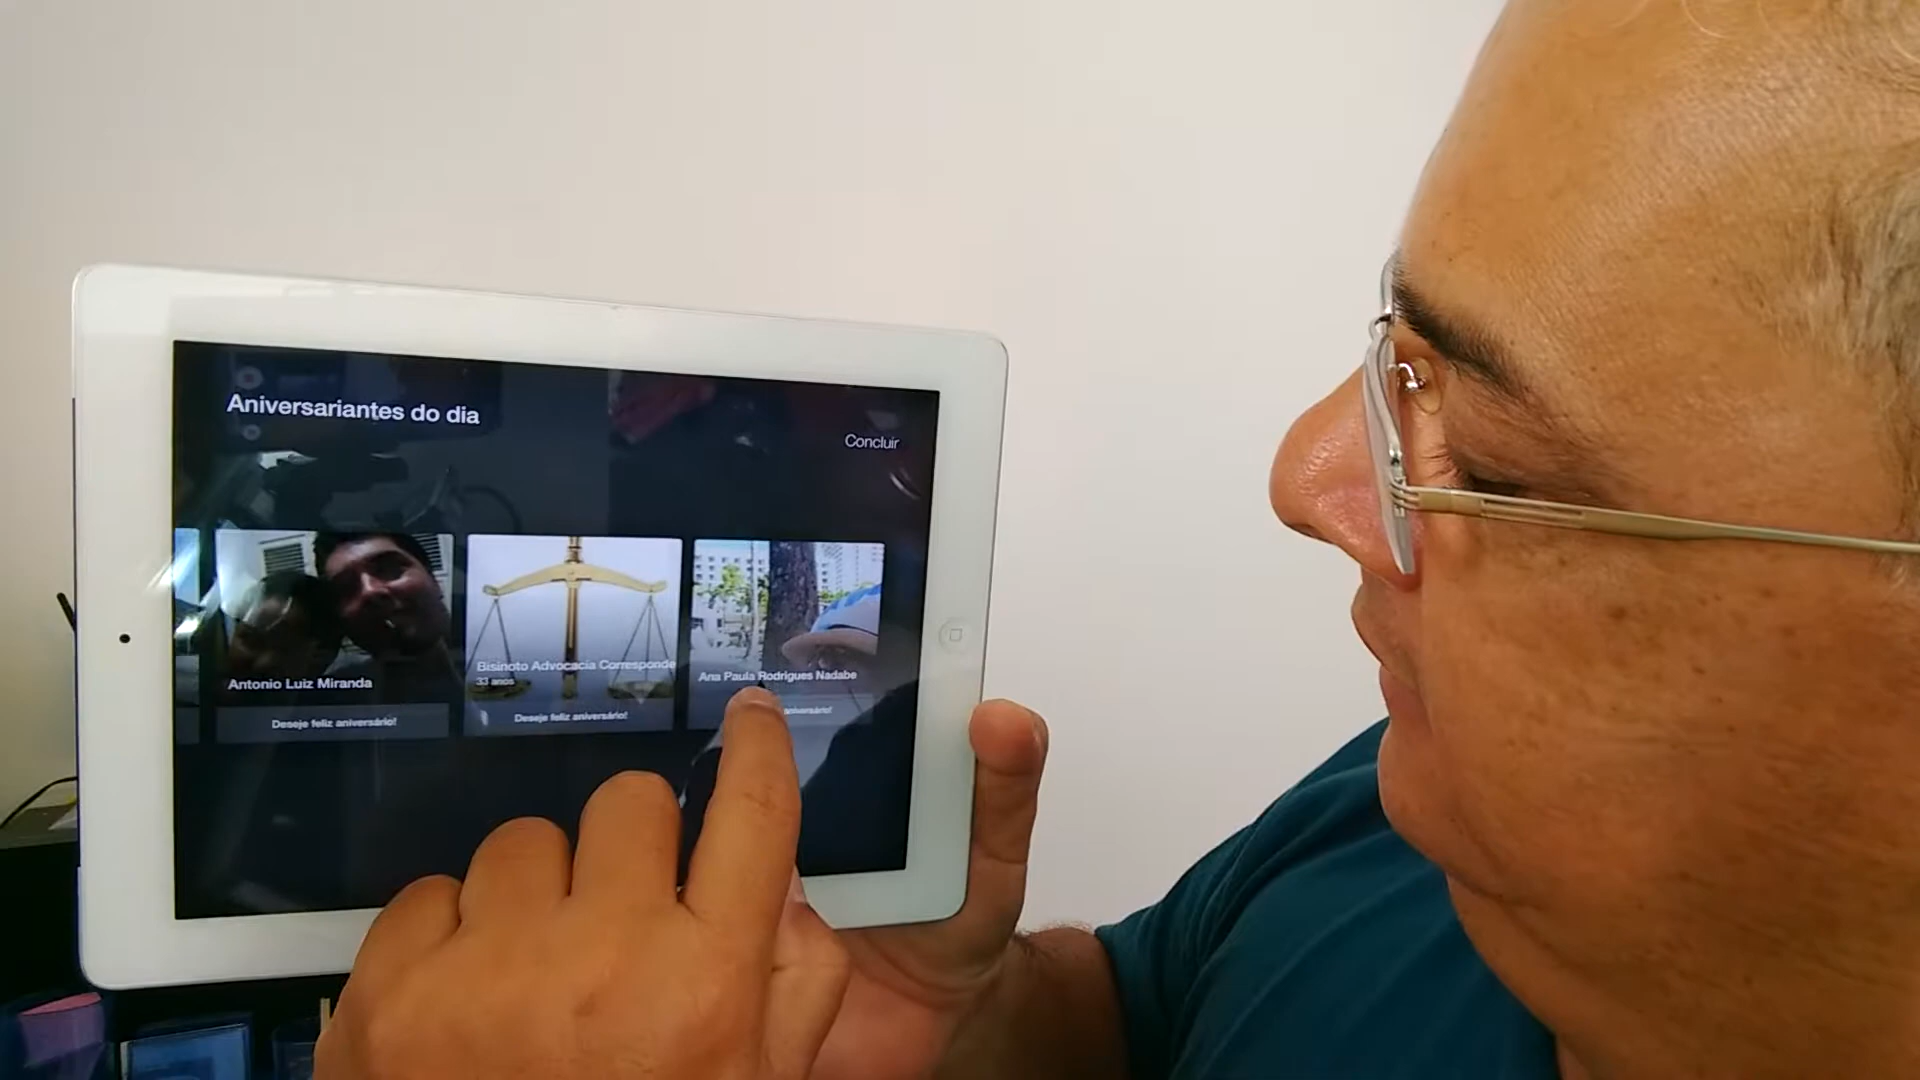 Aniversariantes do dia
Concluir
Antonio Luiz Miranda
Deseje feliz aniversário!
Bisinoto Advocacia Corresponde
33 anos
Deseje feliz aniversário!
Ana Paula Rodrigues Nadabe
aniversário!